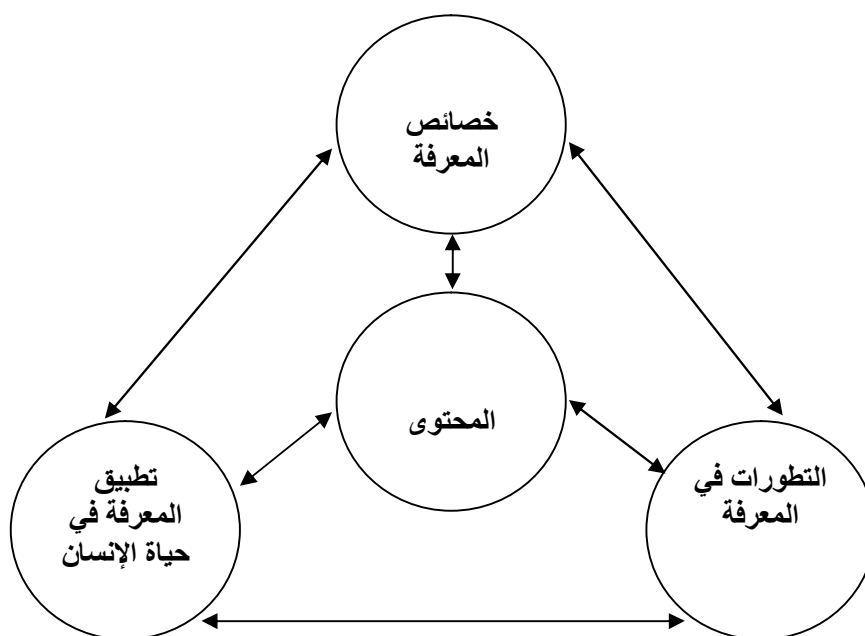 خصائص
المعرفة
المحتوى
التطورات في
المعرفة
تطبيق
المعرفة في
حياة الإنسان